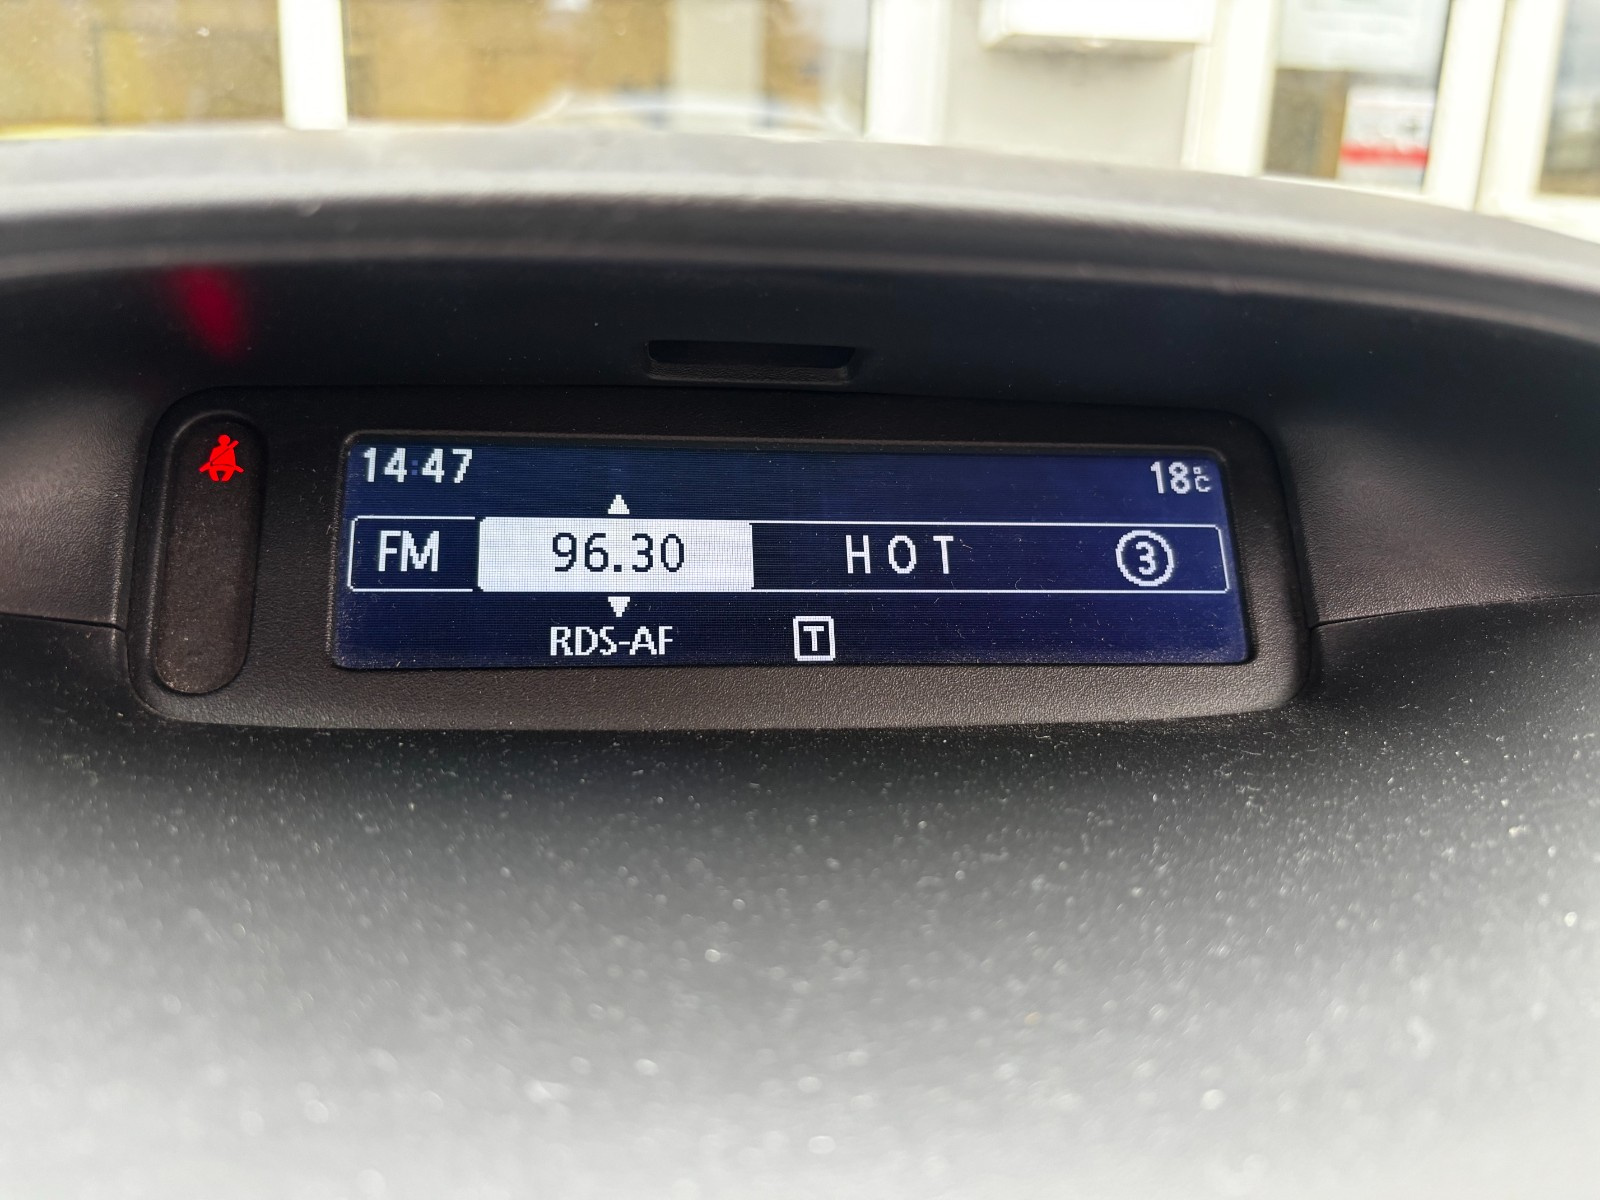 14:47 18°C
FM 96.30 HOT 3
RDS-AF T